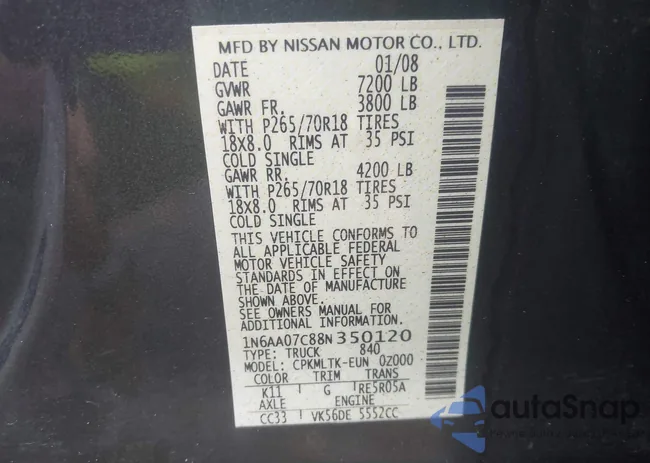 MFD BY NISSAN MOTOR CO., LTD.
DATE 01/08
GVWR 7200 LB
GAWR FR. 3800 LB
WITH P265/70R18 TIRES
18X8.0 RIMS AT 35 PSI
COLD SINGLE
GAWR RR. 4200 LB
WITH P265/70R18 TIRES
18X8.0 RIMS AT 35 PSI
COLD SINGLE
THIS VEHICLE CONFORMS TO
ALL APPLICABLE FEDERAL
MOTOR VEHICLE SAFETY
STANDARDS IN EFFECT ON
THE DATE OF MANUFACTURE
SHOWN ABOVE.
SEE OWNERS MANUAL FOR
ADDITIONAL INFORMATION.
1N6AA07C88N350120
TYPE: TRUCK 840
MODEL: CPKMLTK-EUN 0Z000
COLOR TRIM TRANS
K11 G RE5R05A
AXLE ENGINE
CC33 VK56DE 5552CC
autoSnap